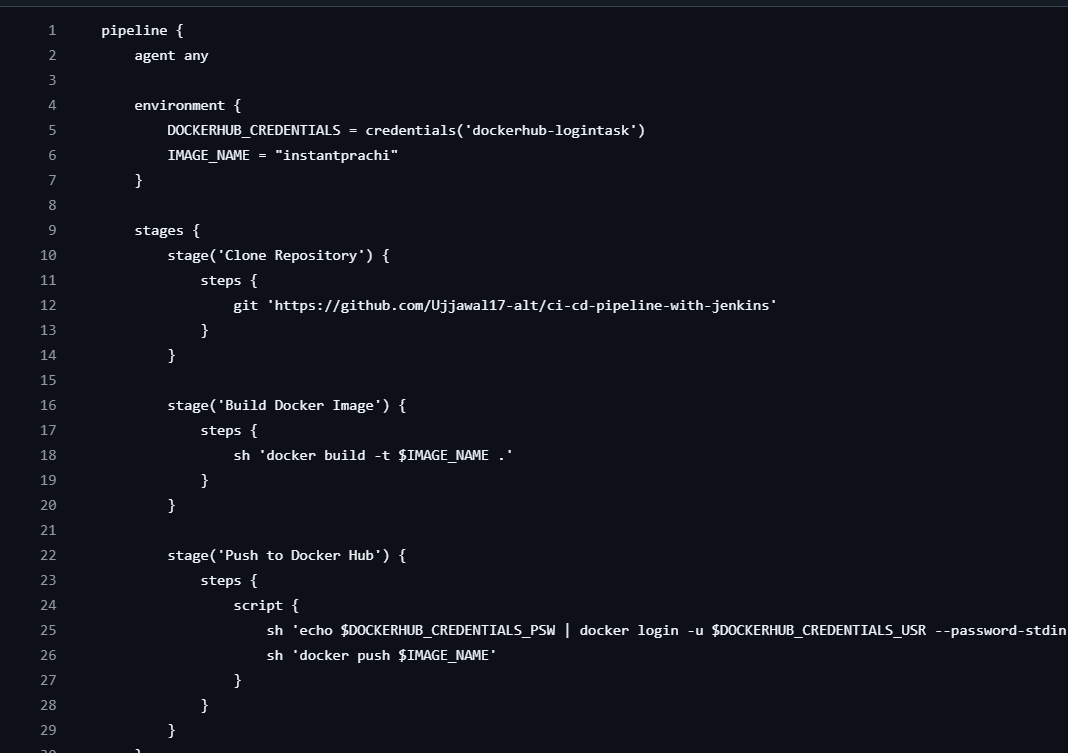 1 pipeline {
2     agent any
3
4     environment {
5         DOCKERHUB_CREDENTIALS = credentials('dockerhub-logintask')
6         IMAGE_NAME = "instantprachi"
7     }
8
9     stages {
10         stage('Clone Repository') {
11             steps {
12                 git 'https://github.com/Ujjawal17-alt/ci-cd-pipeline-with-jenkins'
13             }
14         }
15
16         stage('Build Docker Image') {
17             steps {
18                 sh 'docker build -t $IMAGE_NAME .'
19             }
20         }
21
22         stage('Push to Docker Hub') {
23             steps {
24                 script {
25                     sh 'echo $DOCKERHUB_CREDENTIALS_PSW | docker login -u $DOCKERHUB_CREDENTIALS_USR --password-stdin
26                     sh 'docker push $IMAGE_NAME'
27                 }
28             }
29         }